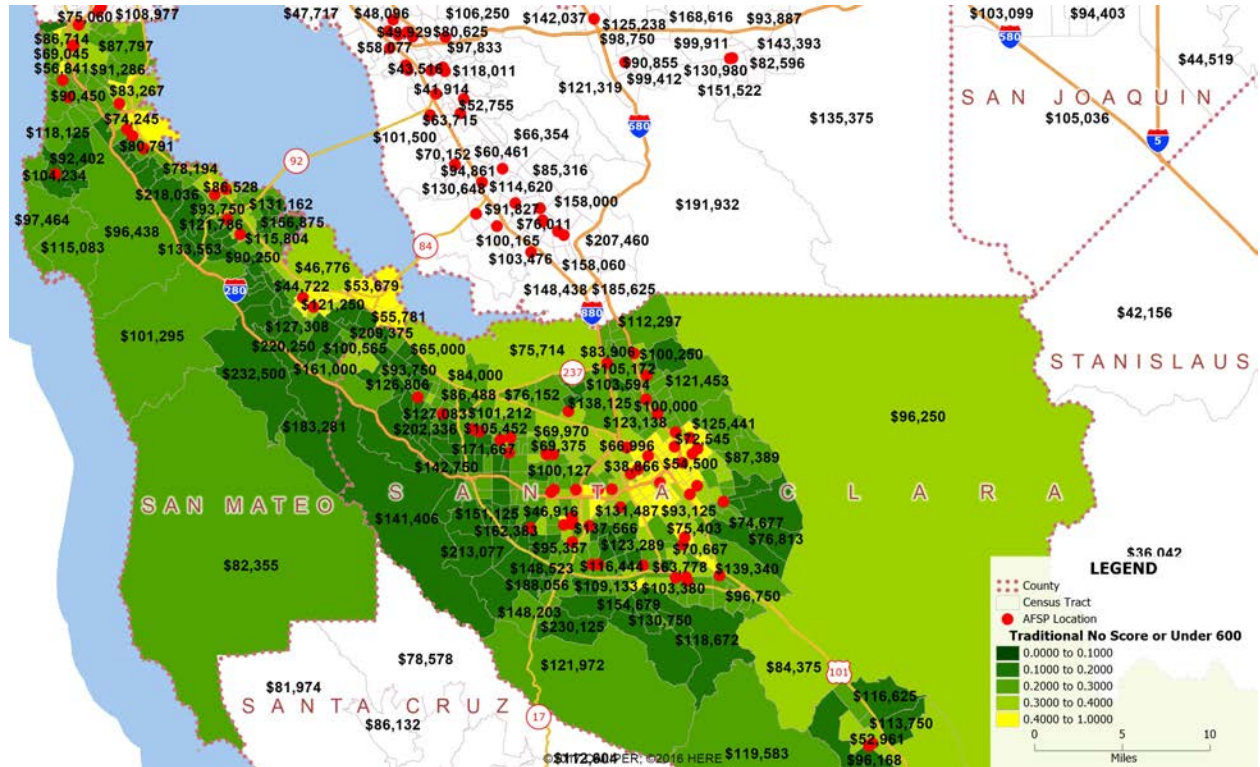 $75,060 $108,977 $47,717 $48,096 $106,250 $142,037 $125,238 $168,616 $93,887 $103,099 $94,403
$86,714 $87,797 $49,929 $80,625 $98,750 $99,911 $143,393 580
$69,045 $58,077 $97,833 $90,855 $130,980 $82,596 $44,519
$56,841 $91,286 $43,516 $118,011 $99,412 $151,522
$90,450 $83,267 $41,914 $52,755 $121,319 SAN JOAQUIN
$74,245 $63,715 680 $135,375 $105,036 5
$118,125 $80,791 $101,500 $66,354
$92,402 92 $70,152 $60,461
$104,234 $78,194 $94,861 $85,316
$218,036 $86,528 $130,648 $114,620
$97,464 $96,438 $93,750 $131,162 $91,827 $158,000 $191,932
$115,083 $121,786 $156,875 $76,011
$133,553 $115,804 84 $100,165 $207,460
$90,250 $103,476 $158,060
280 $46,776 $148,438 $185,625
$44,722 $53,679 880 $42,156
$121,250 $55,781 $112,297
$101,295 $127,308 $209,375 STANISLAUS
$220,250 $100,565 $65,000 $75,714 $83,906 $100,250
$232,500 $161,000 $93,750 $84,000 237 $105,172
$126,806 $86,488 $76,152 $103,594 $121,453
$127,083 $101,212 $138,125 $100,000 $96,250
$183,281 $202,336 $105,452 $123,138 $125,441
$171,667 $69,970 $66,996 $72,545
$142,750 $69,375 $54,500 $87,389
$100,127 $38,866
SAN MATEO SANTA CLARA
$141,406 $151,125 $46,916 $131,487 $93,125
$162,383 $137,566 $75,403 $74,677
$213,077 $95,357 $123,289 $70,667 $76,813
$82,355 $148,523 $116,444 $63,778 $139,340 $36,042
$188,056 $109,133 $103,380 $96,750
$148,203 $154,679
$230,125 $130,750
$118,672
$78,578 $121,972 $84,375 101
$81,974 $116,625
SANTA CRUZ 17 $113,750
$86,132 $52,961
$112,604 $119,583 $96,168
©2016 HERE
LEGEND
County
Census Tract
AFSP Location
Traditional No Score or Under 600
0.0000 to 0.1000
0.1000 to 0.2000
0.2000 to 0.3000
0.3000 to 0.4000
0.4000 to 1.0000
0 5 10
Miles